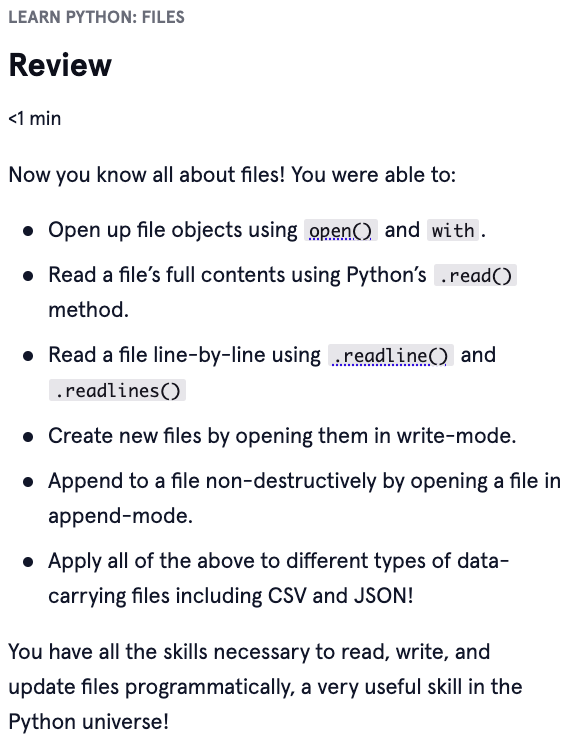 LEARN PYTHON: FILES
Review
<1 min
Now you know all about files! You were able to:
Open up file objects using open() and with.
Read a file’s full contents using Python’s .read()
method.
Read a file line-by-line using .readline() and
.readlines()
Create new files by opening them in write-mode.
Append to a file non-destructively by opening a file in
append-mode.
Apply all of the above to different types of data-
carrying files including CSV and JSON!
You have all the skills necessary to read, write, and
update files programmatically, a very useful skill in the
Python universe!